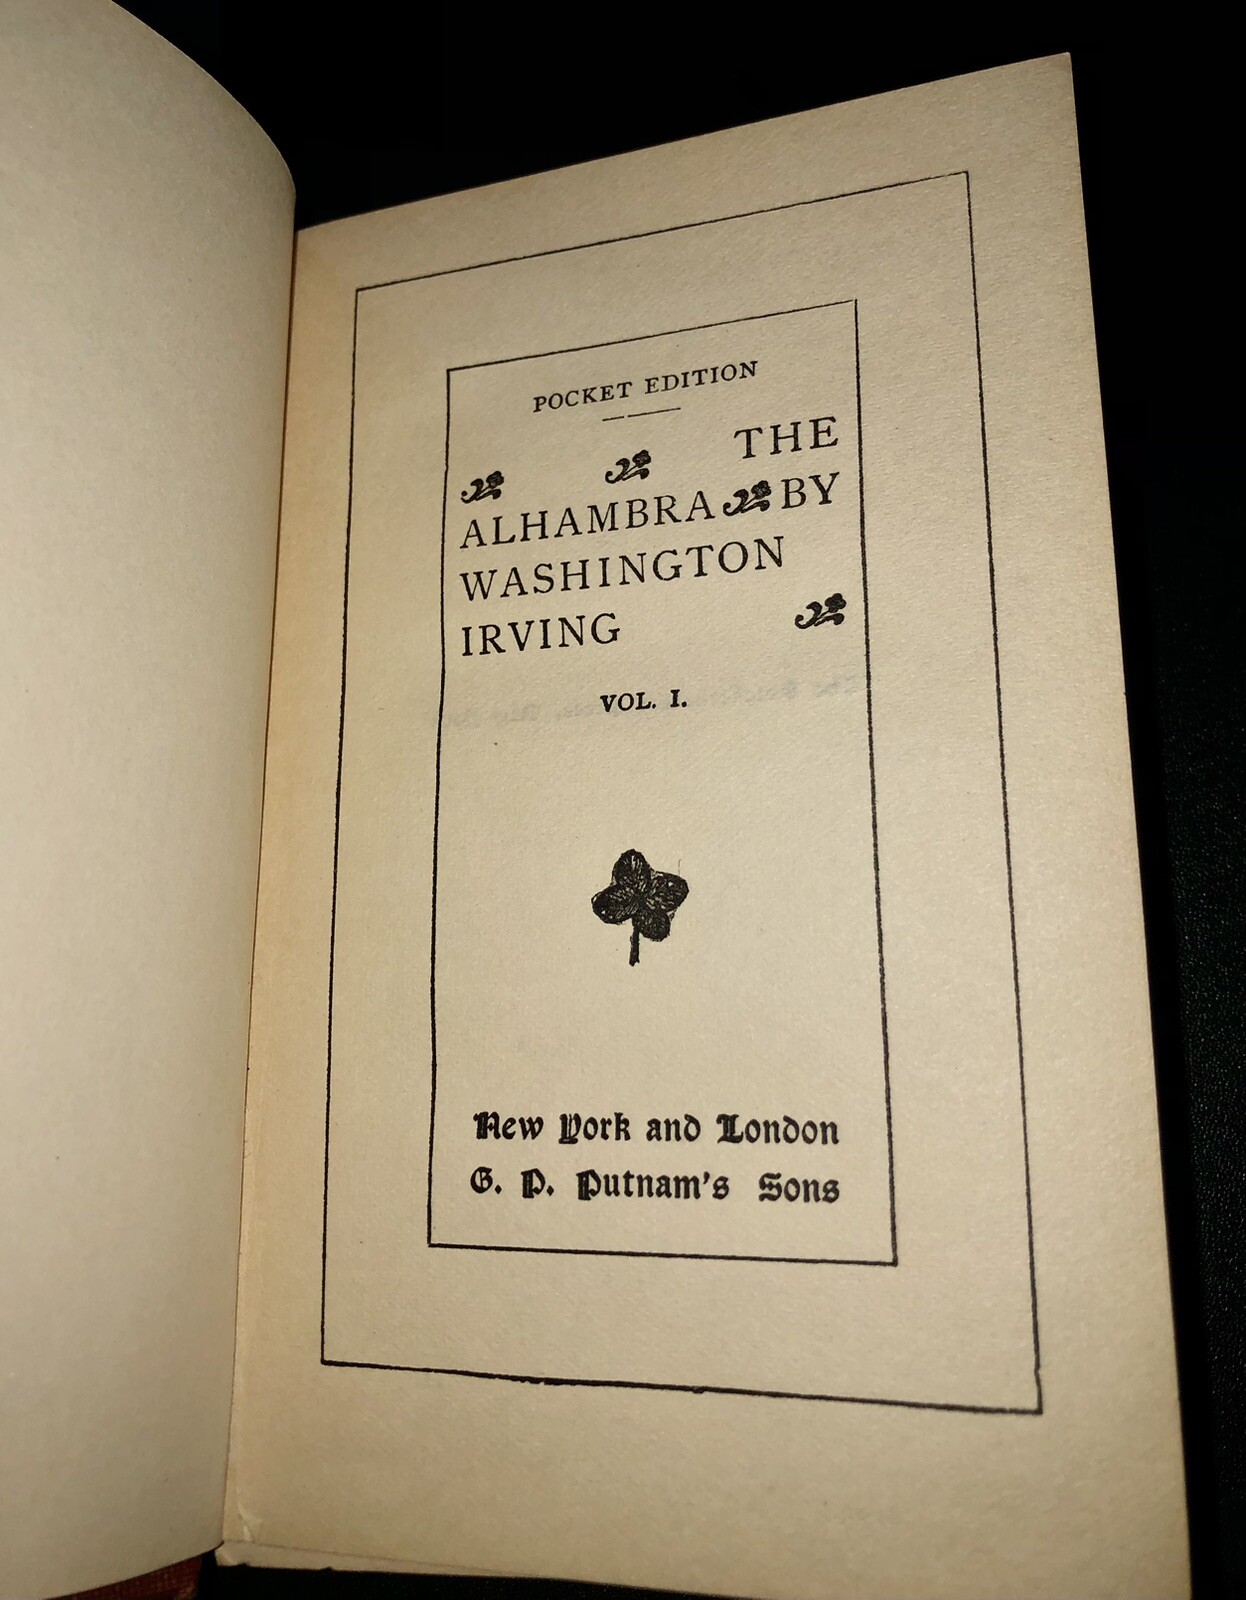 POCKET EDITION
THE
ALHAMBRA BY
WASHINGTON
IRVING
VOL. I.
New York and London
G. P. Putnam's Sons